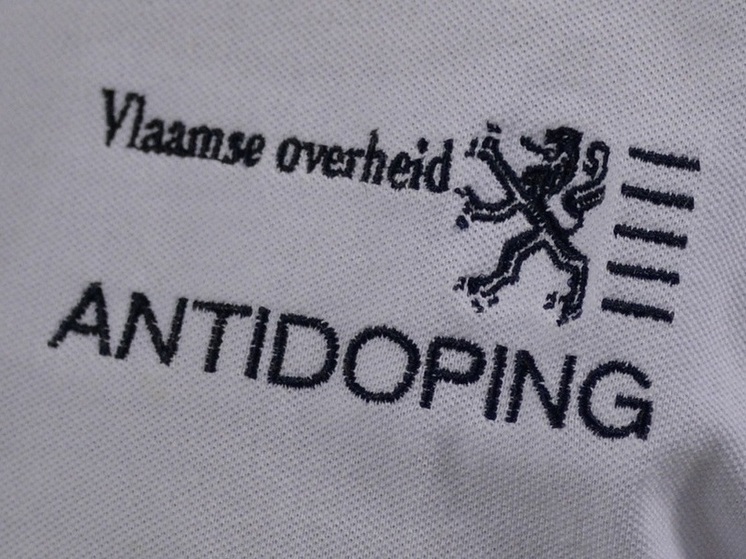 Vlaamse overheid
ANTIDOPING